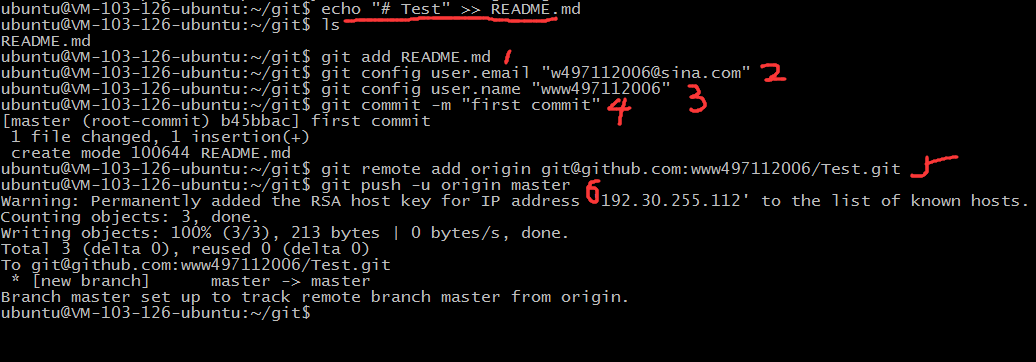 ubuntu@VM-103-126-ubuntu:~/git$ echo "# Test" >> README.md
ubuntu@VM-103-126-ubuntu:~/git$ ls
README.md
ubuntu@VM-103-126-ubuntu:~/git$ git add README.md 1
ubuntu@VM-103-126-ubuntu:~/git$ git config user.email "w497112006@sina.com" 2
ubuntu@VM-103-126-ubuntu:~/git$ git config user.name "www497112006" 3
ubuntu@VM-103-126-ubuntu:~/git$ git commit -m "first commit" 4
[master (root-commit) b45bbac] first commit
 1 file changed, 1 insertion(+)
 create mode 100644 README.md
ubuntu@VM-103-126-ubuntu:~/git$ git remote add origin git@github.com:www497112006/Test.git 5
ubuntu@VM-103-126-ubuntu:~/git$ git push -u origin master 6
Warning: Permanently added the RSA host key for IP address '192.30.255.112' to the list of known hosts.
Counting objects: 3, done.
Writing objects: 100% (3/3), 213 bytes | 0 bytes/s, done.
Total 3 (delta 0), reused 0 (delta 0)
To git@github.com:www497112006/Test.git
 * [new branch]      master -> master
Branch master set up to track remote branch master from origin.
ubuntu@VM-103-126-ubuntu:~/git$